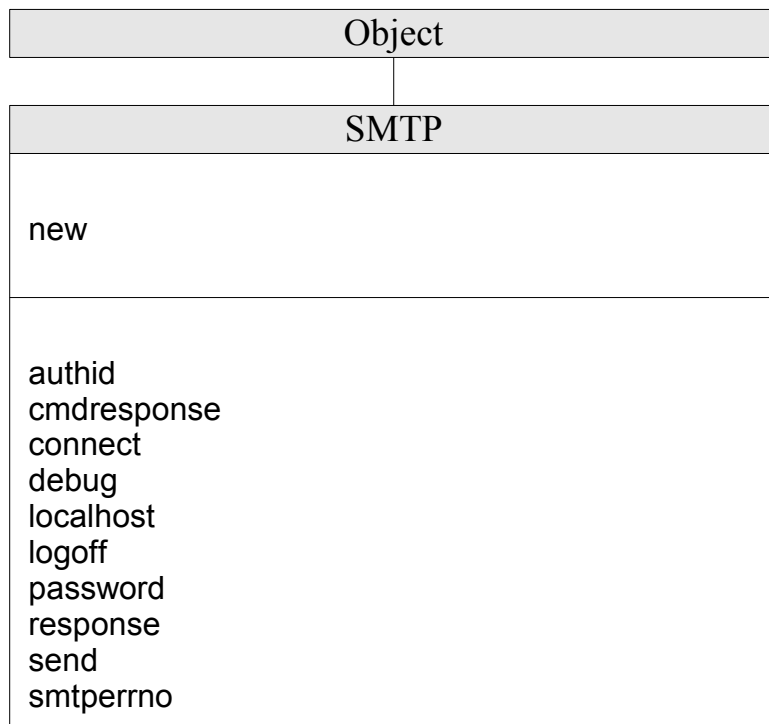 Object
SMTP
new
authid
cmdresponse
connect
debug
localhost
logoff
password
response
send
smtperrno